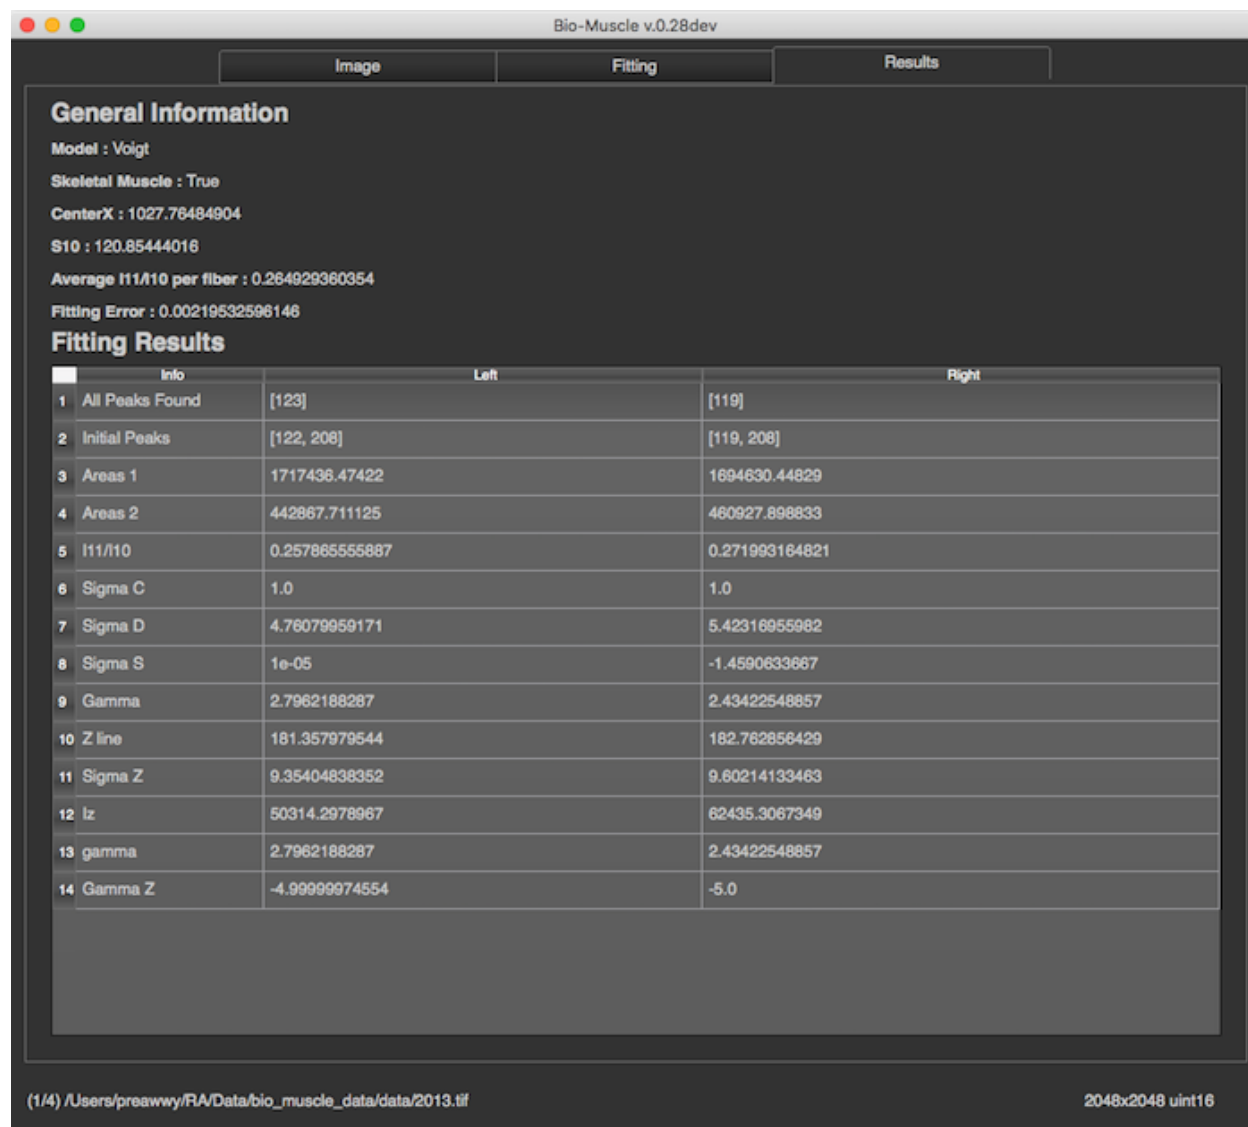 Bio-Muscle v.0.28dev
Image Fitting Results
General Information
Model : Voigt
Skeletal Muscle : True
CenterX : 1027.76484904
S10 : 120.85444016
Average I11/I10 per fiber : 0.264929360354
Fitting Error : 0.00219532596146
Fitting Results
Info Left Right
1 All Peaks Found [123] [119]
2 Initial Peaks [122, 208] [119, 208]
3 Areas 1 1717436.47422 1694630.44829
4 Areas 2 442867.711125 460927.898833
5 I11/I10 0.257865555887 0.271993164821
6 Sigma C 1.0 1.0
7 Sigma D 4.76079959171 5.42316955982
8 Sigma S 1e-05 -1.4590633667
9 Gamma 2.7962188287 2.43422548857
10 Z line 181.357979544 182.762856429
11 Sigma Z 9.35404838352 9.60214133463
12 Iz 50314.2978967 62435.3067349
13 gamma 2.7962188287 2.43422548857
14 Gamma Z -4.99999974554 -5.0
(1/4) /Users/preawwy/RA/Data/bio_muscle_data/data/2013.tif 2048x2048 uint16